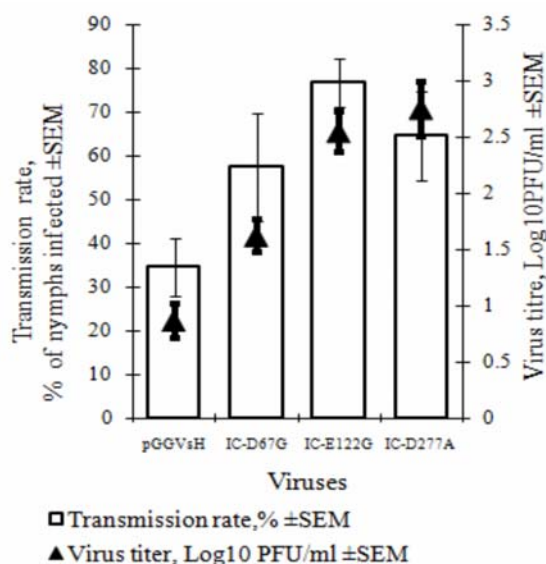 Transmission rate,
% of nymphs infected ±SEM
90
80
70
60
50
40
30
20
10
0
3.5
3
2.5
2
1.5
1
0.5
0
Virus titre, Log10PFU/ml ±SEM
pGGVsH IC-D67G IC-E122G IC-D277A
Viruses
Transmission rate,% ±SEM
Virus titer, Log10 PFU/ml ±SEM